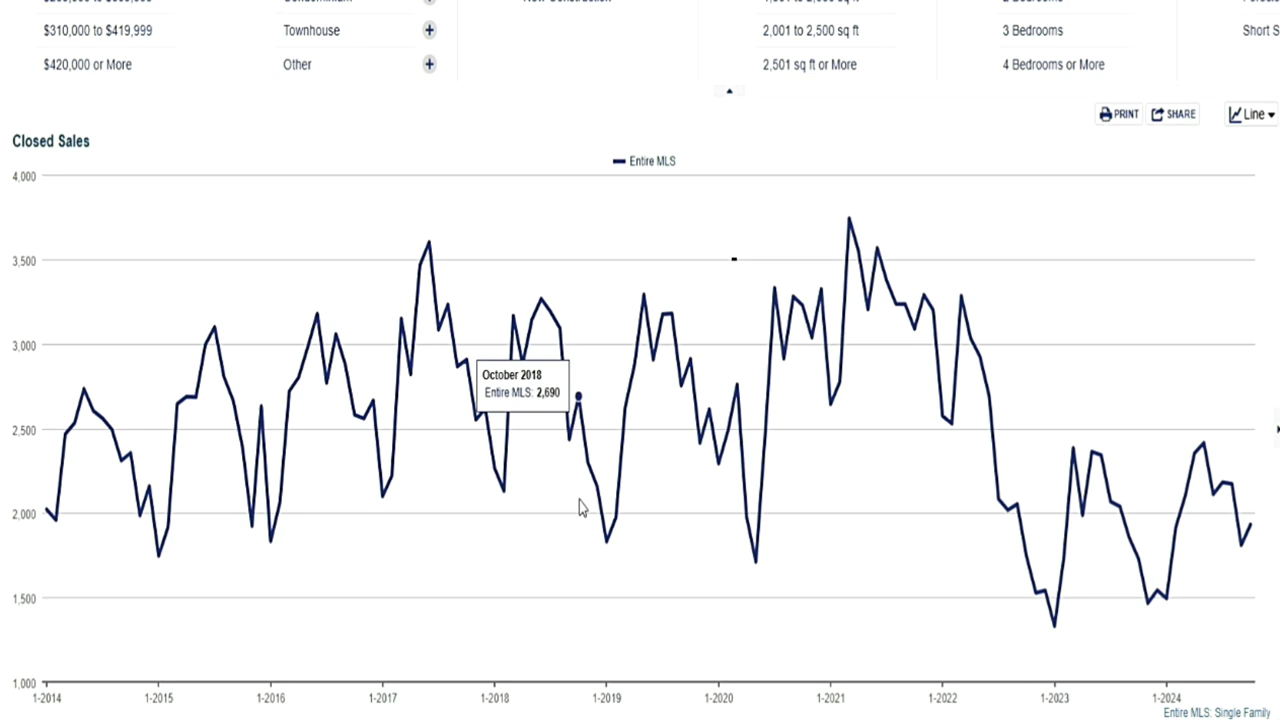 $310,000 to $419,999 Townhouse + 2,001 to 2,500 sq ft 3 Bedrooms Short S
$420,000 or More Other + 2,501 sq ft or More 4 Bedrooms or More
PRINT SHARE Line
Closed Sales
Entire MLS
4,000
3,500
3,000
October 2018
Entire MLS: 2,690
2,500
2,000
1,500
1,000
1-2014 1-2015 1-2016 1-2017 1-2018 1-2019 1-2020 1-2021 1-2022 1-2023 1-2024
Entire MLS: Single Family